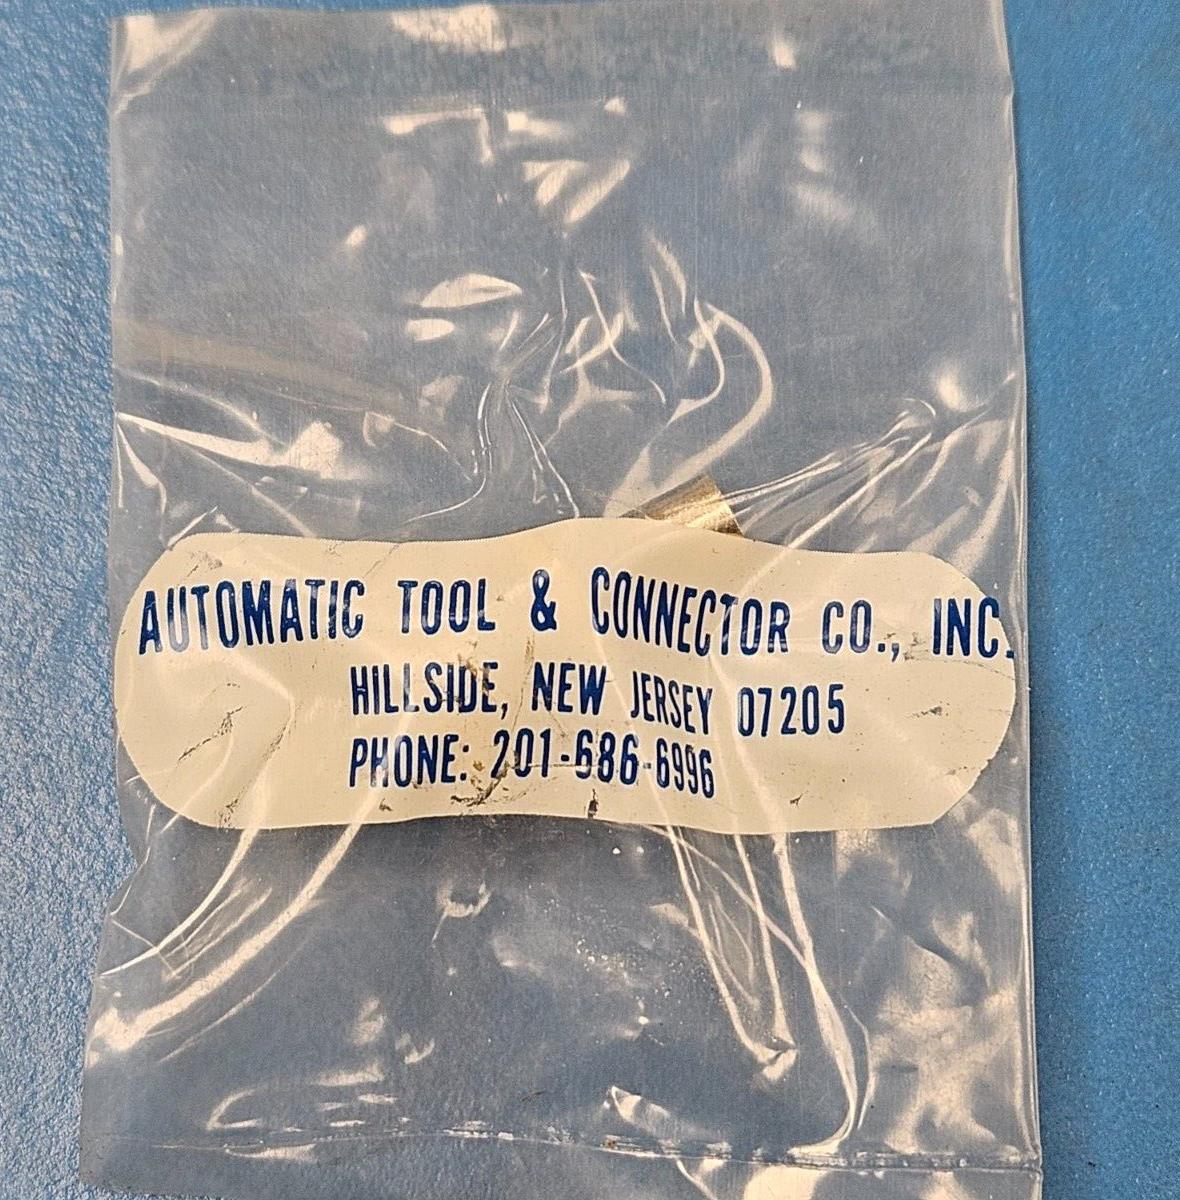 AUTOMATIC TOOL & CONNECTOR CO., INC.
HILLSIDE, NEW JERSEY 07205
PHONE: 201-686-6996